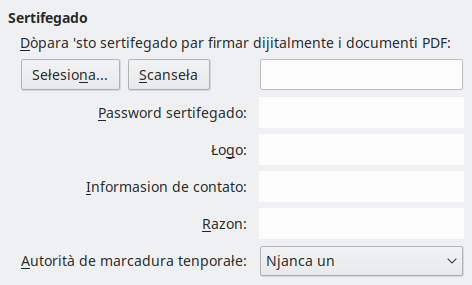 Sertifegado
Dòpara 'sto sertifegado par firmar dijitalmente i documenti PDF:
Sełesiona... Scanseła
Password sertifegado:
Łogo:
Informasion de contato:
Razon:
Autorità de marcadura tenporałe: Njanca un